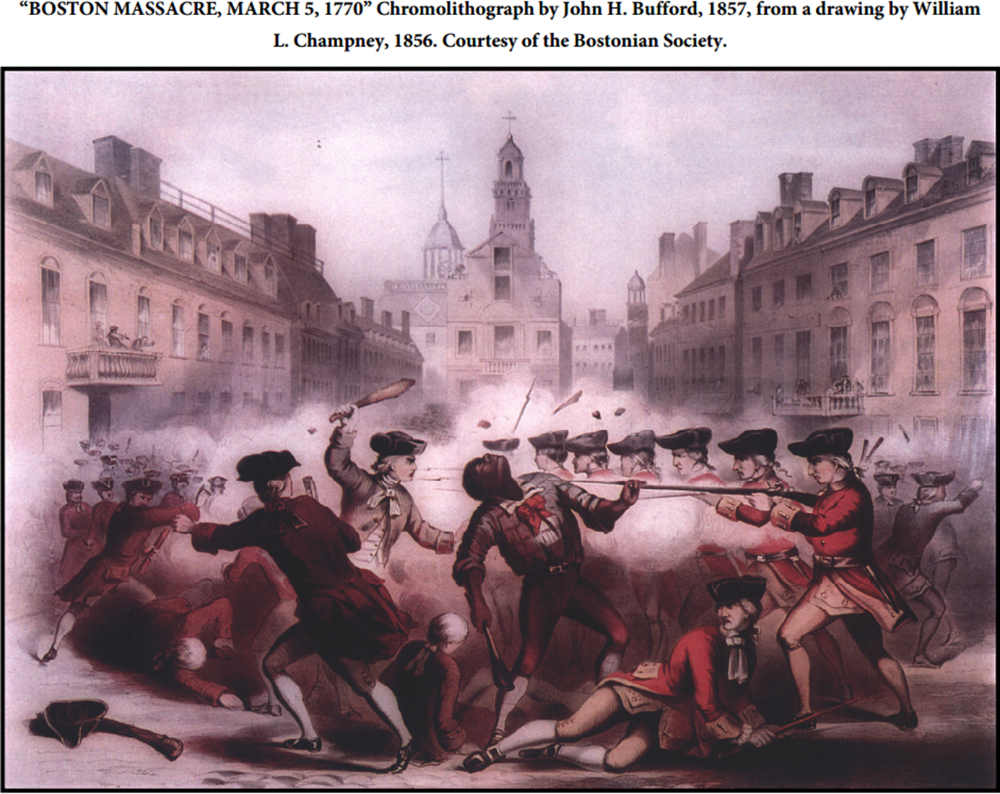 “BOSTON MASSACRE, MARCH 5, 1770” Chromolithograph by John H. Bufford, 1857, from a drawing by William
L. Champney, 1856. Courtesy of the Bostonian Society.